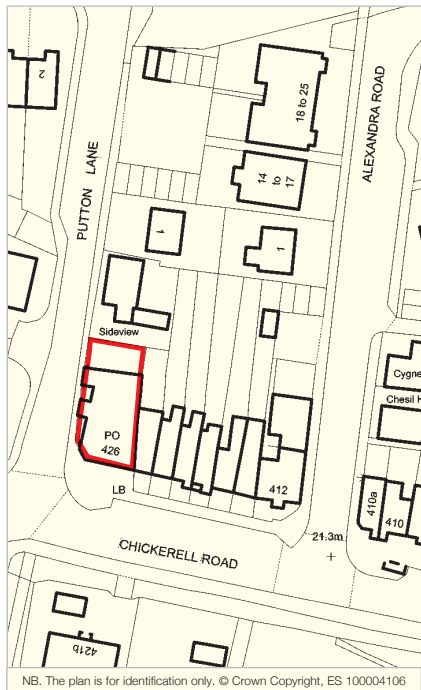 2
18 to 25
ALEXANDRA ROAD
PUTTON LANE
14
to
17
1
1
Sideview
Cygne
Chesil H
PO
426
LB
412
410a
410
21.3m
CHICKERELL ROAD
421b
NB. The plan is for identification only. © Crown Copyright, ES 100004106